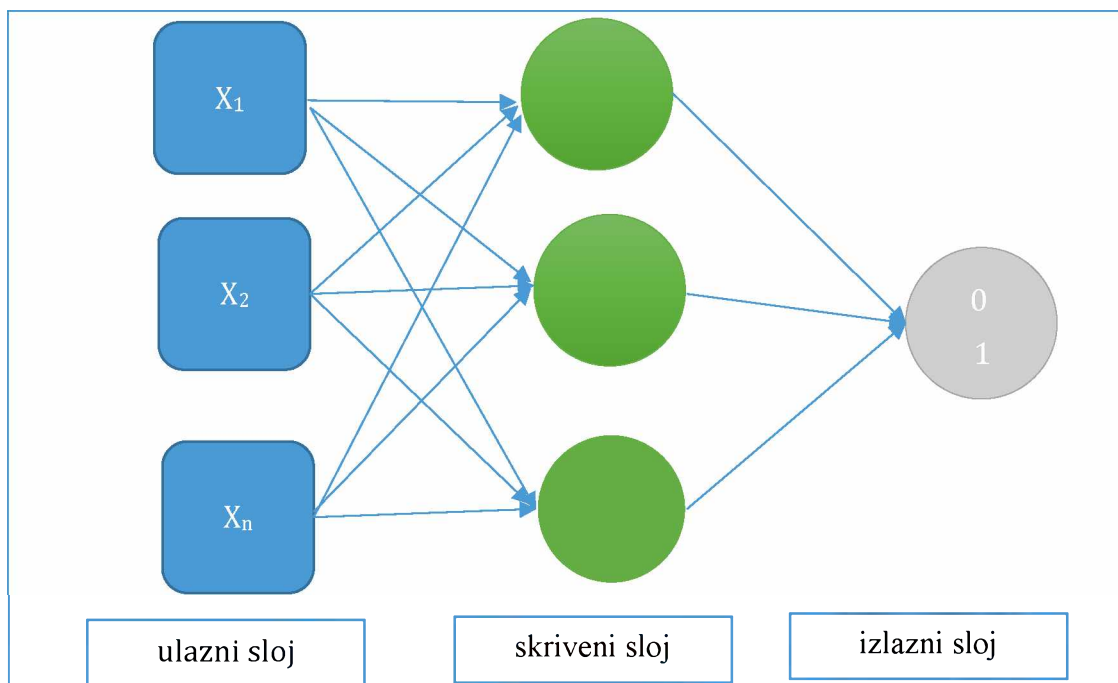 X₁
X₂
Xₙ
0
1
ulazni sloj
skriveni sloj
izlazni sloj